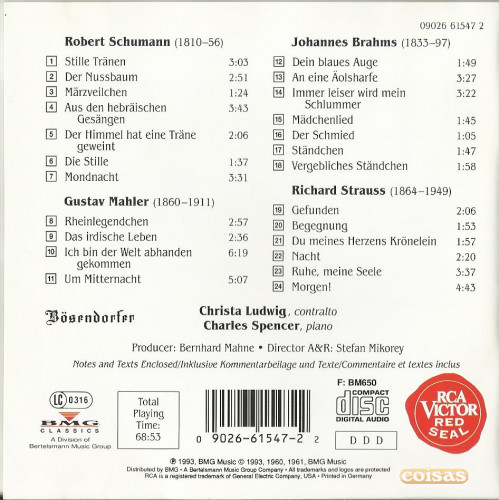 09026 61547 2
Robert Schumann (1810–56)
1 Stille Tränen 3:03
2 Der Nussbaum 2:51
3 Märzveilchen 1:24
4 Aus den hebräischen 3:43
Gesängen
5 Der Himmel hat eine Träne 2:06
geweint
6 Die Stille 1:37
7 Mondnacht 3:31
Gustav Mahler (1860–1911)
8 Rheinlegendchen 2:57
9 Das irdische Leben 2:36
10 Ich bin der Welt abhanden 6:19
gekommen
11 Um Mitternacht 5:07
Johannes Brahms (1833–97)
12 Dein blaues Auge 1:49
13 An eine Äolsharfe 3:27
14 Immer leiser wird mein 3:22
Schlummer
15 Mädchenlied 1:45
16 Der Schmied 1:05
17 Ständchen 1:47
18 Vergebliches Ständchen 1:41
Richard Strauss (1864–1949)
19 Gefunden 2:06
20 Begegnung 1:53
21 Du meines Herzens Krönelein 1:57
22 Nacht 2:20
23 Ruhe, meine Seele 3:37
24 Morgen! 4:43
Bösendorfer
Christa Ludwig, contralto
Charles Spencer, piano
Producer: Bernhard Mahne • Director A&R: Stefan Mikorey
Notes and Texts Enclosed/Inklusive Kommentarbeilage und Texte/Commentaire et textes inclus
LC 0316
BMG
CLASSICS
A Division of
Bertelsmann Music Group
Total
Playing
Time:
68:53
0 9026-61547-2 2
F: BM650
COMPACT
disc
DIGITAL AUDIO
D D D
RCA
VICTOR
RED
SEAL
℗ 1993, BMG Music © 1993, 1960, 1961, BMG Music
Distributed by BMG • A Bertelsmann Music Group Company • All trademarks and logos are protected
RCA is a registered trademark of General Electric Company, USA • Printed in Germany
coisas